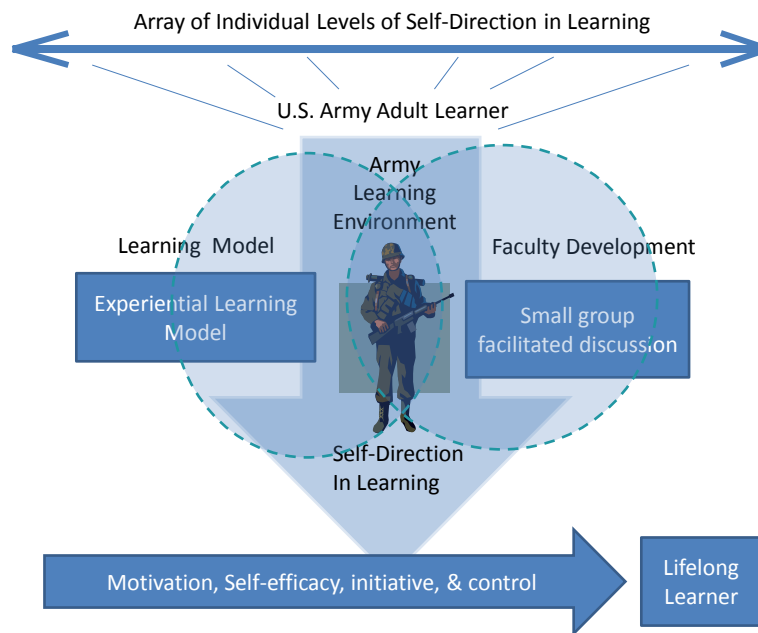 Array of Individual Levels of Self-Direction in Learning
U.S. Army Adult Learner
Army
Learning
Environment
Learning Model
Faculty Development
Experiential Learning
Model
Small group
facilitated discussion
Self-Direction
In Learning
Motivation, Self-efficacy, initiative, & control
Lifelong
Learner